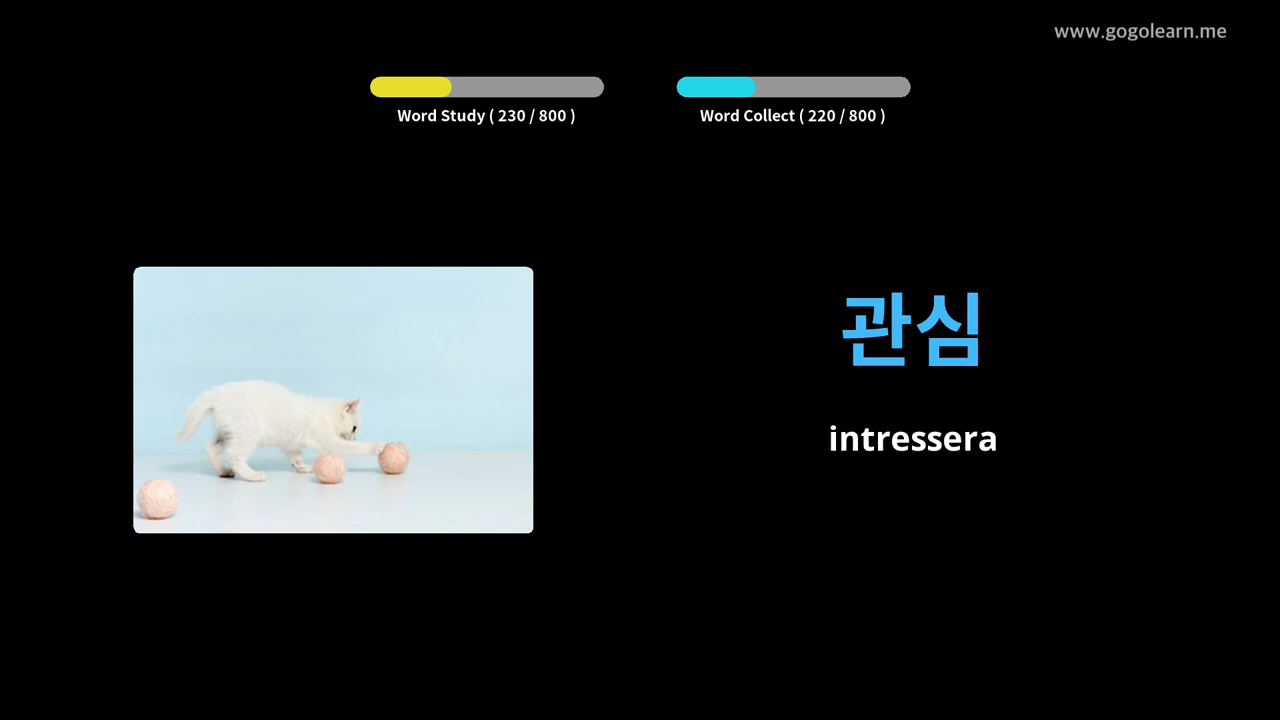 www.gogolearn.me
Word Study ( 230 / 800 )
Word Collect ( 220 / 800 )
관심
intressera